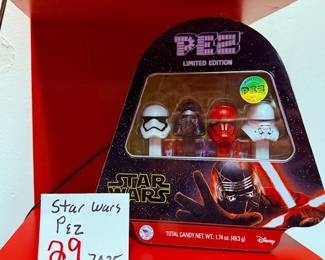 PEZ
LIMITED EDITION
PEZ
STAR
WARS
TOTAL CANDY NET. WT: 1.74 oz (49.3g)
Disney
Star Wars
PEZ
29